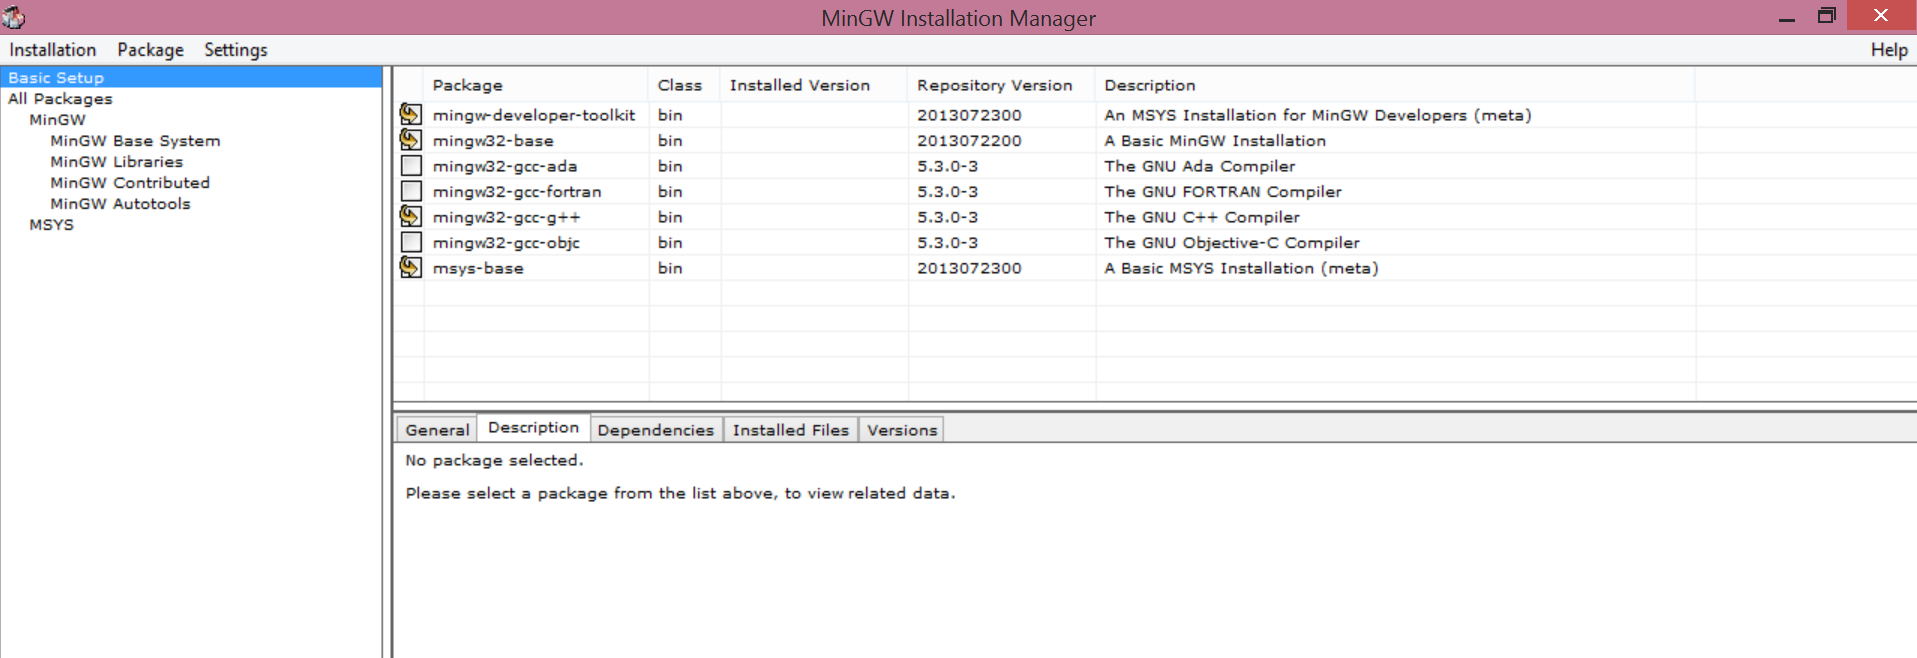 MinGW Installation Manager
Installation Package Settings Help
Basic Setup
All Packages
MinGW
MinGW Base System
MinGW Libraries
MinGW Contributed
MinGW Autotools
MSYS
Package Class Installed Version Repository Version Description
mingw-developer-toolkit bin 2013072300 An MSYS Installation for MinGW Developers (meta)
mingw32-base bin 2013072200 A Basic MinGW Installation
mingw32-gcc-ada bin 5.3.0-3 The GNU Ada Compiler
mingw32-gcc-fortran bin 5.3.0-3 The GNU FORTRAN Compiler
mingw32-gcc-g++ bin 5.3.0-3 The GNU C++ Compiler
mingw32-gcc-objc bin 5.3.0-3 The GNU Objective-C Compiler
msys-base bin 2013072300 A Basic MSYS Installation (meta)
General Description Dependencies Installed Files Versions
No package selected.
Please select a package from the list above, to view related data.